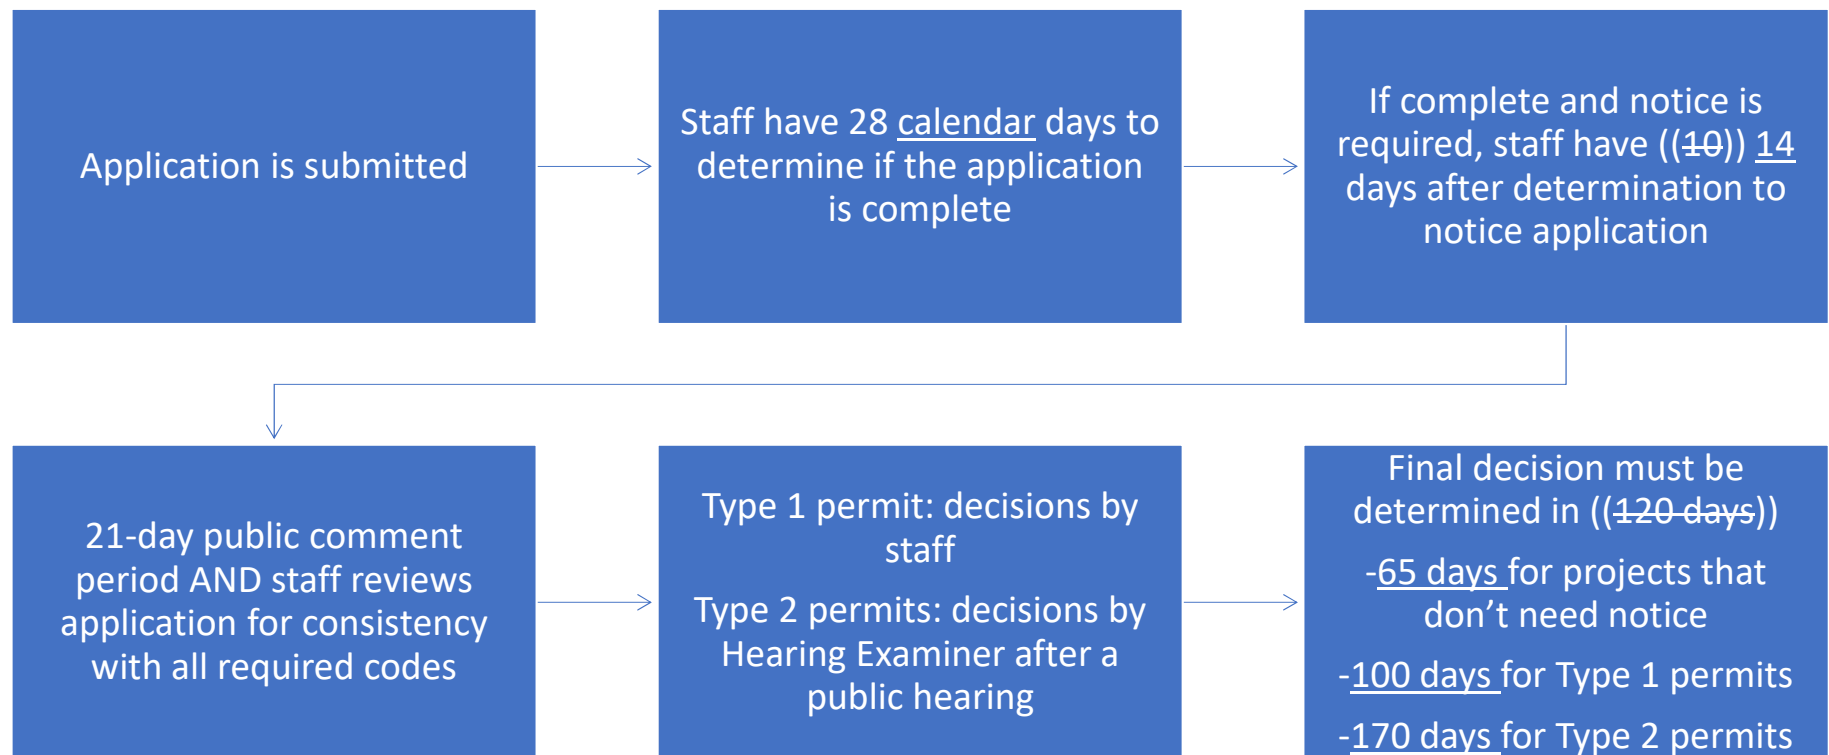 Application is submitted
Staff have 28 calendar days to
determine if the application
is complete
If complete and notice is
required, staff have ((10)) 14
days after determination to
notice application
21-day public comment
period AND staff reviews
application for consistency
with all required codes
Type 1 permit: decisions by
staff
Type 2 permits: decisions by
Hearing Examiner after a
public hearing
Final decision must be
determined in ((120 days))
-65 days for projects that
don’t need notice
-100 days for Type 1 permits
-170 days for Type 2 permits